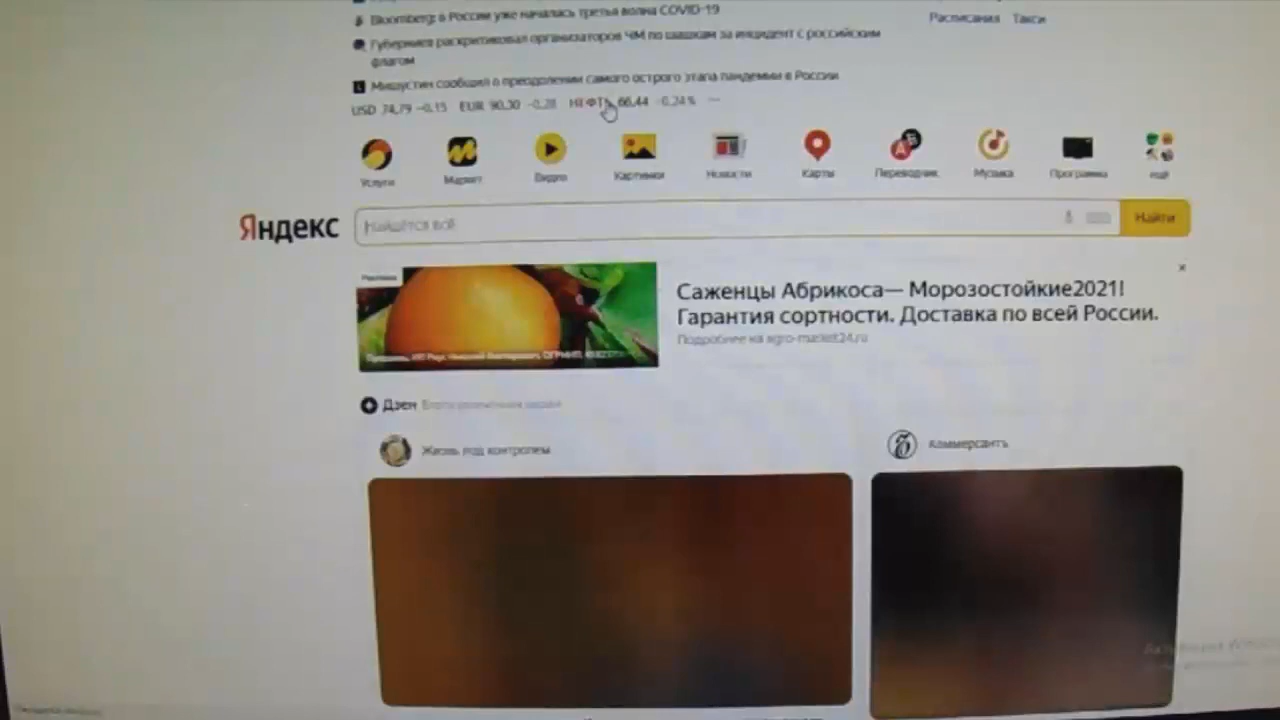 Bloomberg: в России уже началась третья волна COVID-19
Расписания Такси
Губерниев раскритиковал организаторов ЧМ по шашкам за инцидент с российским
флагом
Мишустин сообщил о преодолении самого острого этапа пандемии в России
USD 74,79 −0,15 EUR 90,30 −0,28 НЕФТЬ 66,44 −0,24% ···
Услуги Маркет Видео Картинки Новости Карты Переводчик Музыка Программа ещё
Яндекс
Найдётся всё
Найти
Реклама
Саженцы Абрикоса— Морозостойкие2021!
Гарантия сортности. Доставка по всей России.
Подробнее на agro-market24.ru
Дзен
Жизнь под контролем
Коммерсантъ